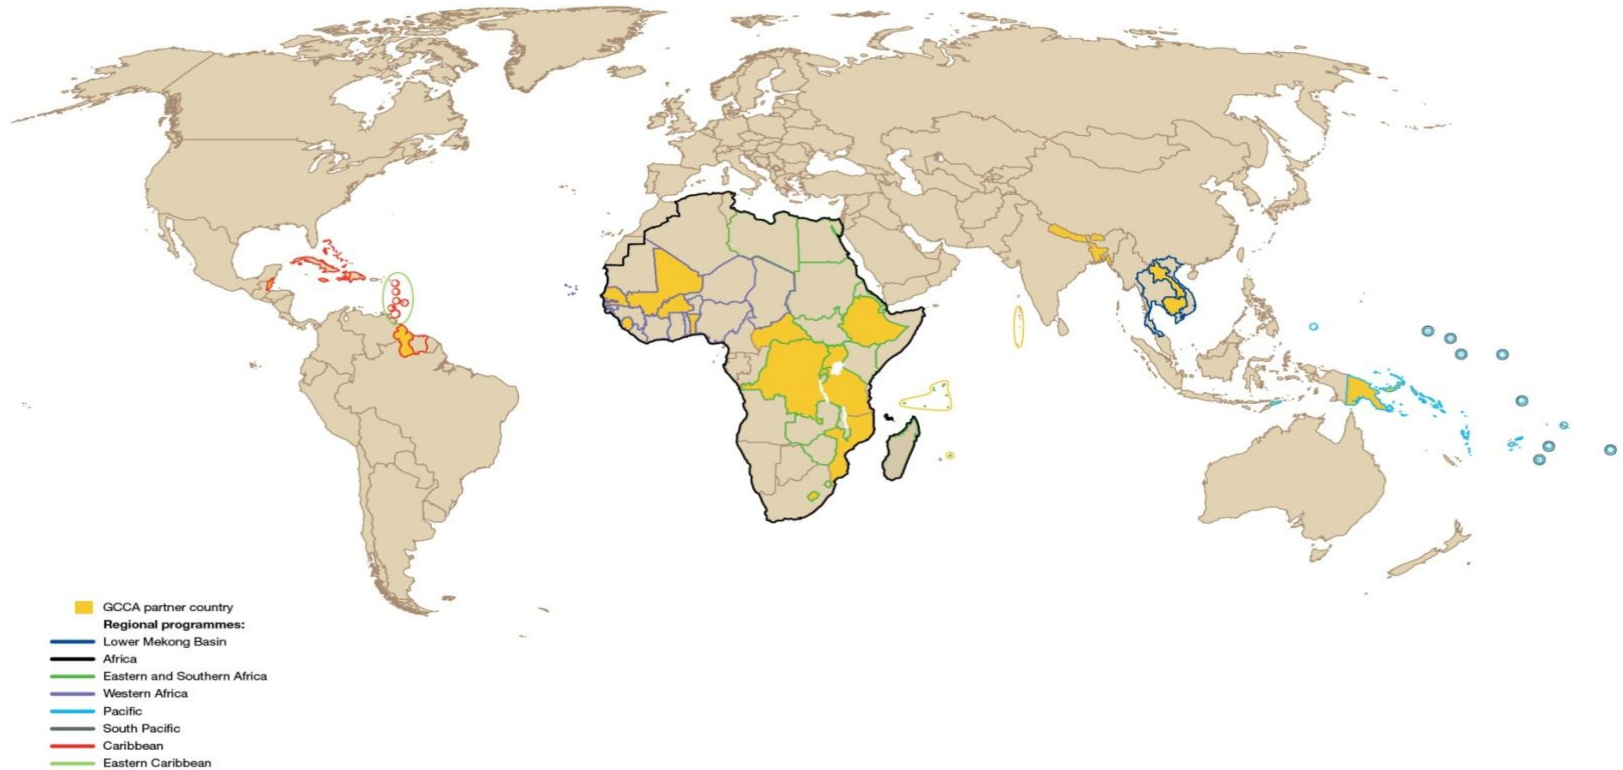 GCCA partner country
Regional programmes:
Lower Mekong Basin
Africa
Eastern and Southern Africa
Western Africa
Pacific
South Pacific
Caribbean
Eastern Caribbean